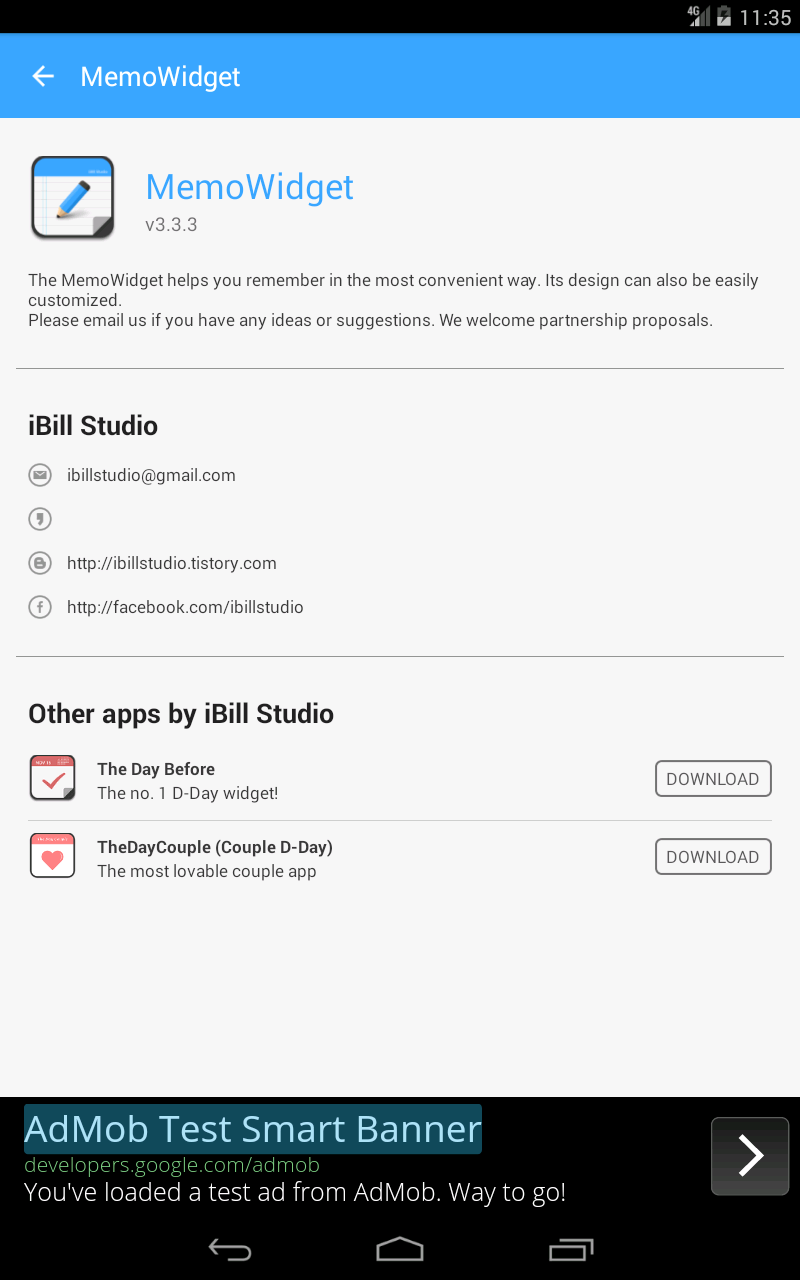 4G 11:35
MemoWidget
MemoWidget
v3.3.3
The MemoWidget helps you remember in the most convenient way. Its design can also be easily
customized.
Please email us if you have any ideas or suggestions. We welcome partnership proposals.
iBill Studio
ibillstudio@gmail.com
http://ibillstudio.tistory.com
http://facebook.com/ibillstudio
Other apps by iBill Studio
The Day Before
The no. 1 D-Day widget!
DOWNLOAD
TheDayCouple (Couple D-Day)
The most lovable couple app
DOWNLOAD
AdMob Test Smart Banner
developers.google.com/admob
You've loaded a test ad from AdMob. Way to go!